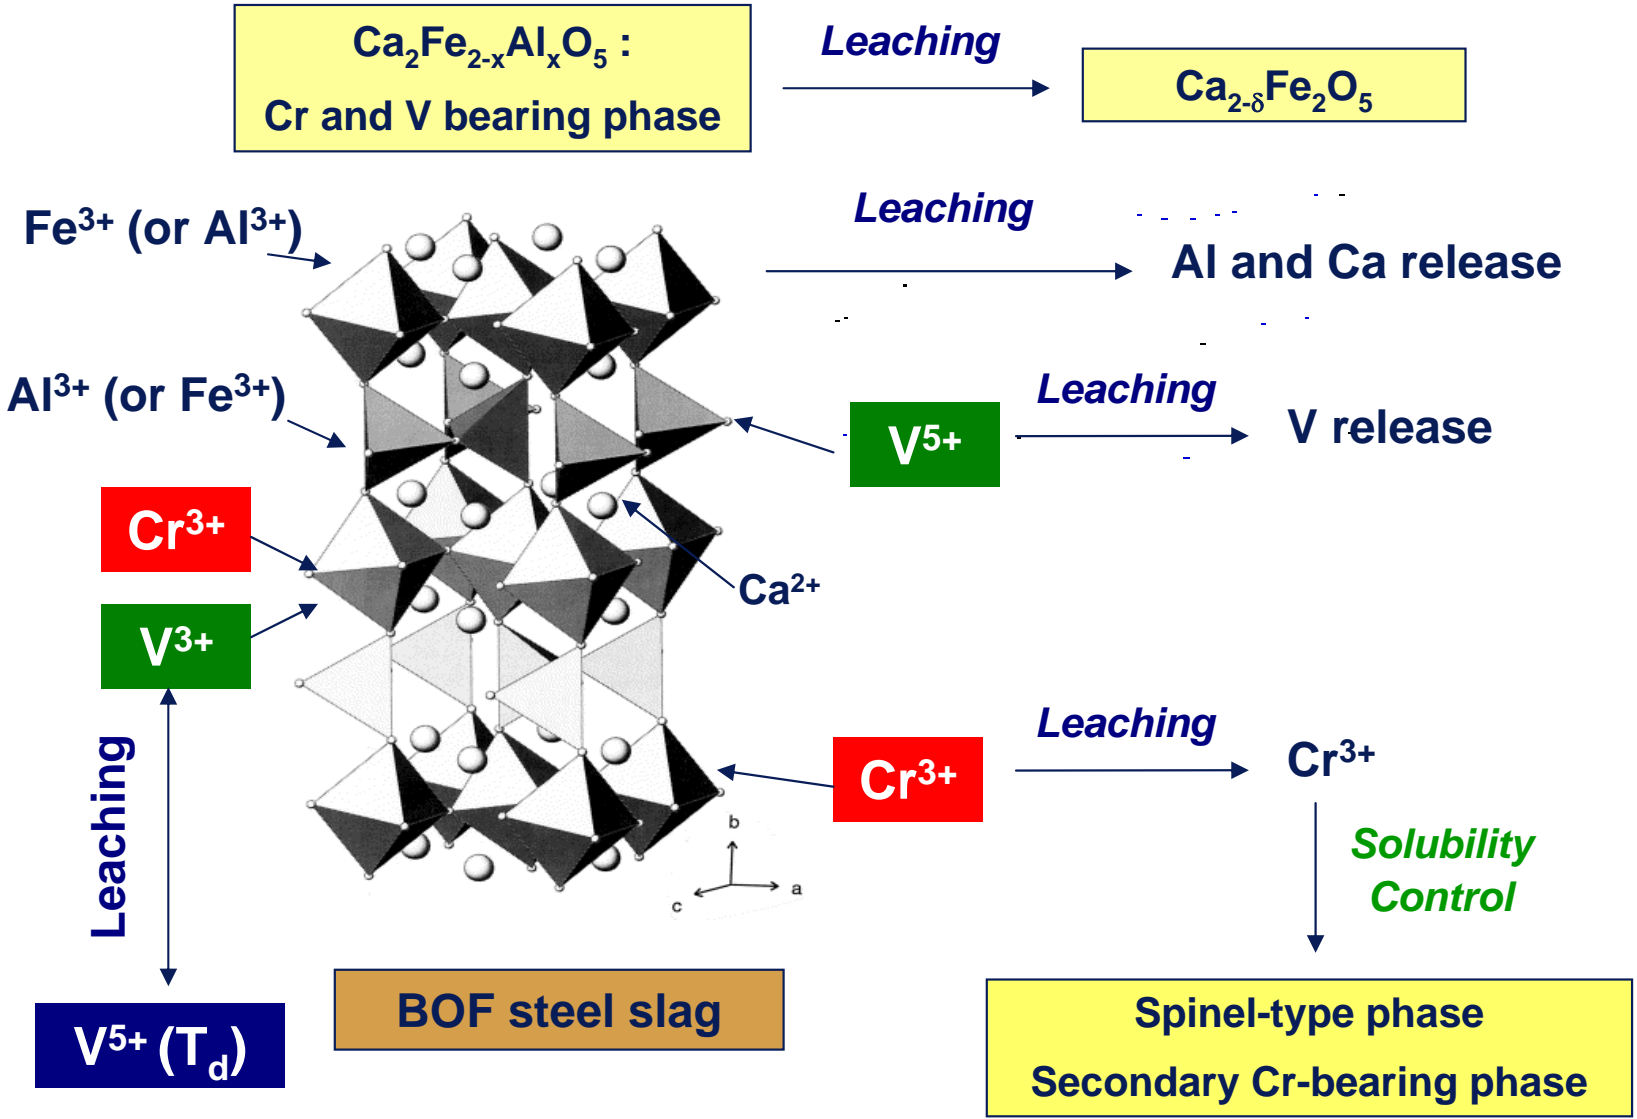 Ca₂Fe₂₋ₓAlₓO₅ :
Cr and V bearing phase
Leaching
Ca₂₋δFe₂O₅
Fe³⁺ (or Al³⁺)
Leaching
Al and Ca release
Al³⁺ (or Fe³⁺)
V⁵⁺
Leaching
V release
Cr³⁺
V³⁺
Ca²⁺
Leaching
V⁵⁺ (T_d)
Cr³⁺
Leaching
Cr³⁺
Solubility
Control
b
a
c
BOF steel slag
Spinel-type phase
Secondary Cr-bearing phase